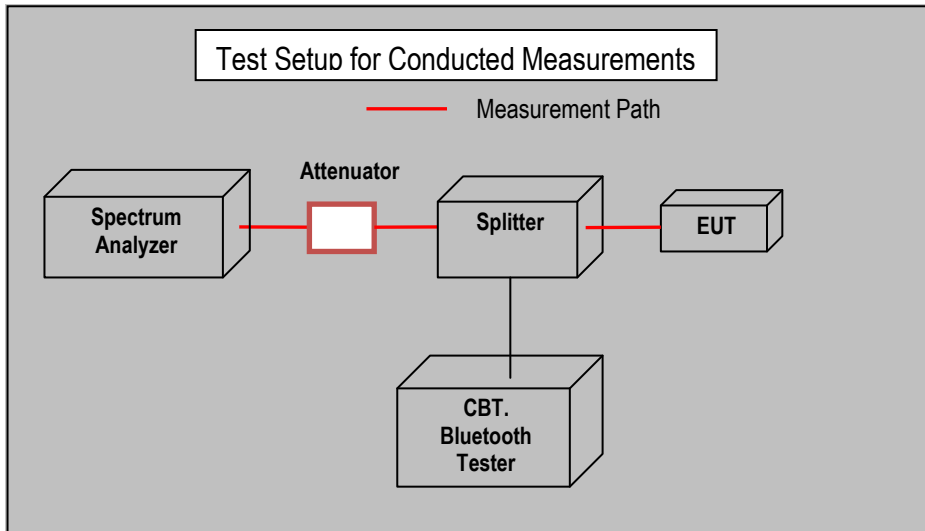 Test Setup for Conducted Measurements
Measurement Path
Attenuator
Spectrum
Analyzer
Splitter
EUT
CBT.
Bluetooth
Tester